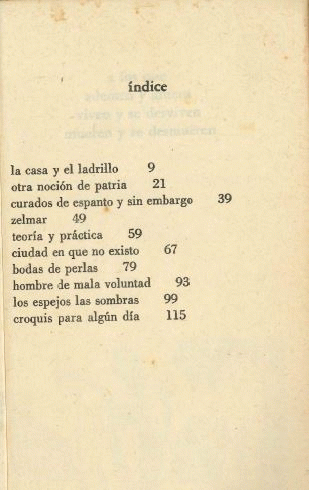 índice
la casa y el ladrillo 9
otra noción de patria 21
curados de espanto y sin embargo 39
zelmar 49
teoría y práctica 59
ciudad en que no existo 67
bodas de perlas 79
hombre de mala voluntad 93
los espejos las sombras 99
croquis para algún día 115